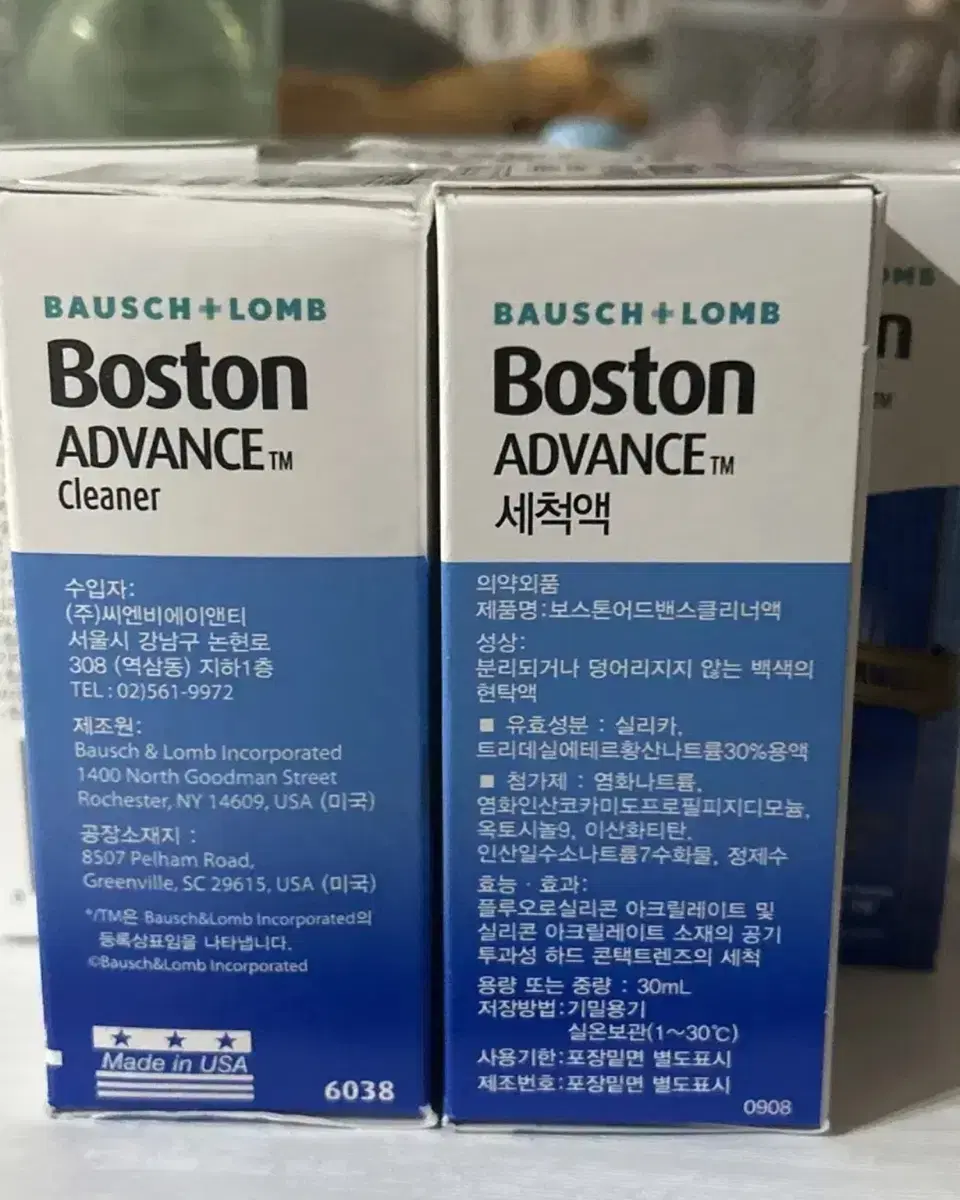 BAUSCH+LOMB
Boston
ADVANCE™
Cleaner
수입자:
(주)씨엔비에이앤티
서울시 강남구 논현로
308 (역삼동) 지하1층
TEL : 02)561-9972
제조원:
Bausch & Lomb Incorporated
1400 North Goodman Street
Rochester, NY 14609, USA (미국)
공장소재지 :
8507 Pelham Road,
Greenville, SC 29615, USA (미국)
*/TM은 Bausch&Lomb Incorporated의
등록상표임을 나타냅니다.
©Bausch&Lomb Incorporated
Made in USA
6038
BAUSCH+LOMB
Boston
ADVANCE™
세척액
의약외품
제품명:보스톤어드밴스클리너액
성상:
분리되거나 덩어리지지 않는 백색의
현탁액
■ 유효성분 : 실리카,
트리데실에테르황산나트륨30%용액
■ 첨가제 : 염화나트륨,
염화인산코카미도프로필피지디모늄,
옥토시놀9, 이산화티탄,
인산일수소나트륨7수화물, 정제수
효능·효과:
플루오로실리콘 아크릴레이트 및
실리콘 아크릴레이트 소재의 공기
투과성 하드 콘택트렌즈의 세척
용량 또는 중량 : 30mL
저장방법:기밀용기
실온보관(1~30℃)
사용기한:포장밑면 별도표시
제조번호:포장밑면 별도표시
0908
OMB
n
TM